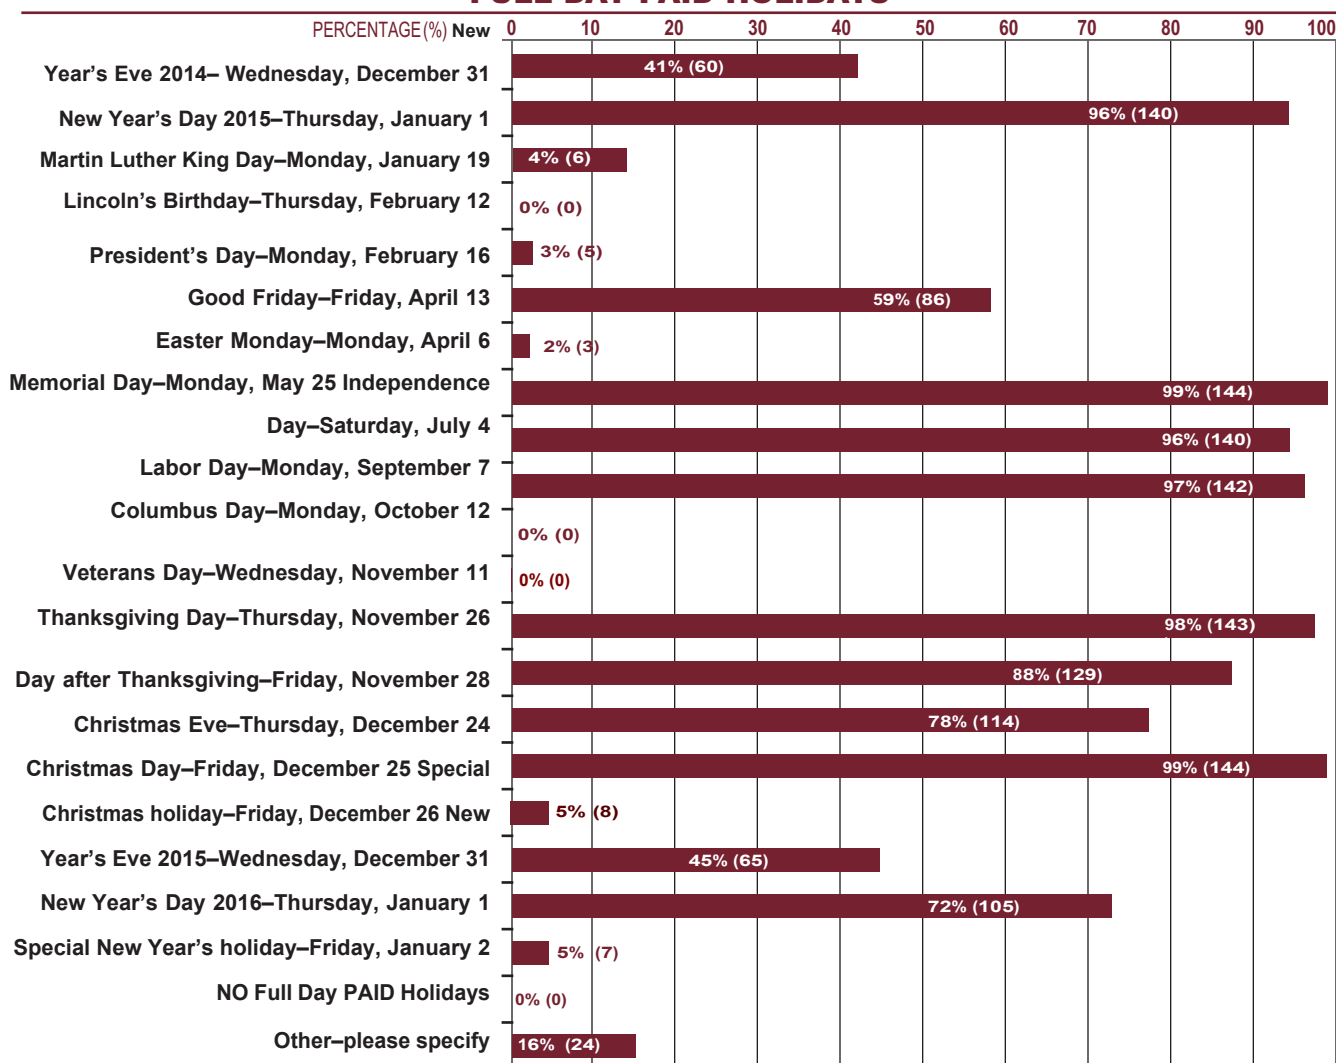 FULL DAY PAID HOLIDAYS
PERCENTAGE (%) New 0 10 20 30 40 50 60 70 80 90 100
Year's Eve 2014– Wednesday, December 31 41% (60)
New Year's Day 2015–Thursday, January 1 96% (140)
Martin Luther King Day–Monday, January 19 4% (6)
Lincoln's Birthday–Thursday, February 12 0% (0)
President's Day–Monday, February 16 3% (5)
Good Friday–Friday, April 13 59% (86)
Easter Monday–Monday, April 6 2% (3)
Memorial Day–Monday, May 25 Independence 99% (144)
Day–Saturday, July 4 96% (140)
Labor Day–Monday, September 7 97% (142)
Columbus Day–Monday, October 12 0% (0)
Veterans Day–Wednesday, November 11 0% (0)
Thanksgiving Day–Thursday, November 26 98% (143)
Day after Thanksgiving–Friday, November 28 88% (129)
Christmas Eve–Thursday, December 24 78% (114)
Christmas Day–Friday, December 25 Special 99% (144)
Christmas holiday–Friday, December 26 New 5% (8)
Year's Eve 2015–Wednesday, December 31 45% (65)
New Year's Day 2016–Thursday, January 1 72% (105)
Special New Year's holiday–Friday, January 2 5% (7)
NO Full Day PAID Holidays 0% (0)
Other–please specify 16% (24)